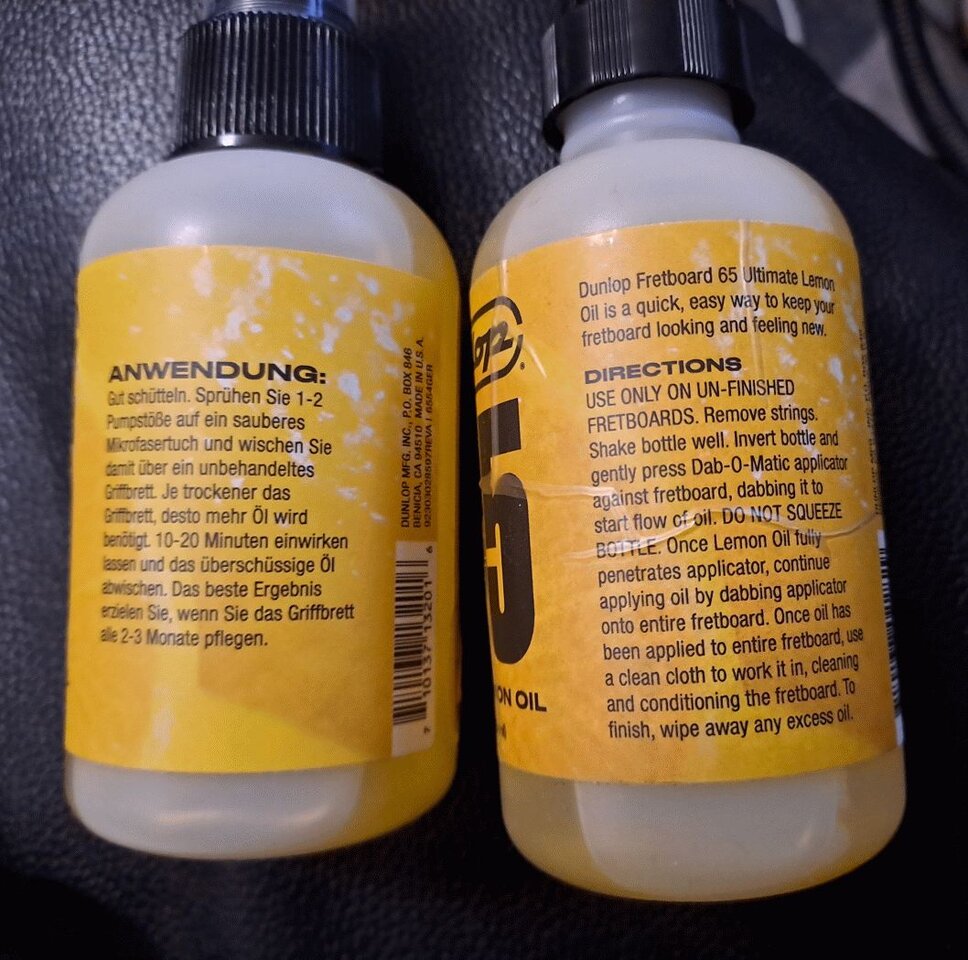 ANWENDUNG:
Gut schütteln. Sprühen Sie 1-2
Pumpstöße auf ein sauberes
Mikrofasertuch und wischen Sie
damit über ein unbehandeltes
Griffbrett. Je trockener das
Griffbrett, desto mehr Öl wird
benötigt. 10-20 Minuten einwirken
lassen und das überschüssige Öl
abwischen. Das beste Ergebnis
erzielen Sie, wenn Sie das Griffbrett
alle 2-3 Monate pflegen.
DUNLOP MFG. INC., P.O. BOX 846
BENICIA, CA 94510 MADE IN U.S.A.
92303028507REVA | 6554GER
7 10137 13201 6
65
ON OIL
Dunlop Fretboard 65 Ultimate Lemon
Oil is a quick, easy way to keep your
fretboard looking and feeling new.
DIRECTIONS
USE ONLY ON UN-FINISHED
FRETBOARDS. Remove strings.
Shake bottle well. Invert bottle and
gently press Dab-O-Matic applicator
against fretboard, dabbing it to
start flow of oil. DO NOT SQUEEZE
BOTTLE. Once Lemon Oil fully
penetrates applicator, continue
applying oil by dabbing applicator
onto entire fretboard. Once oil has
been applied to entire fretboard, use
a clean cloth to work it in, cleaning
and conditioning the fretboard. To
finish, wipe away any excess oil.